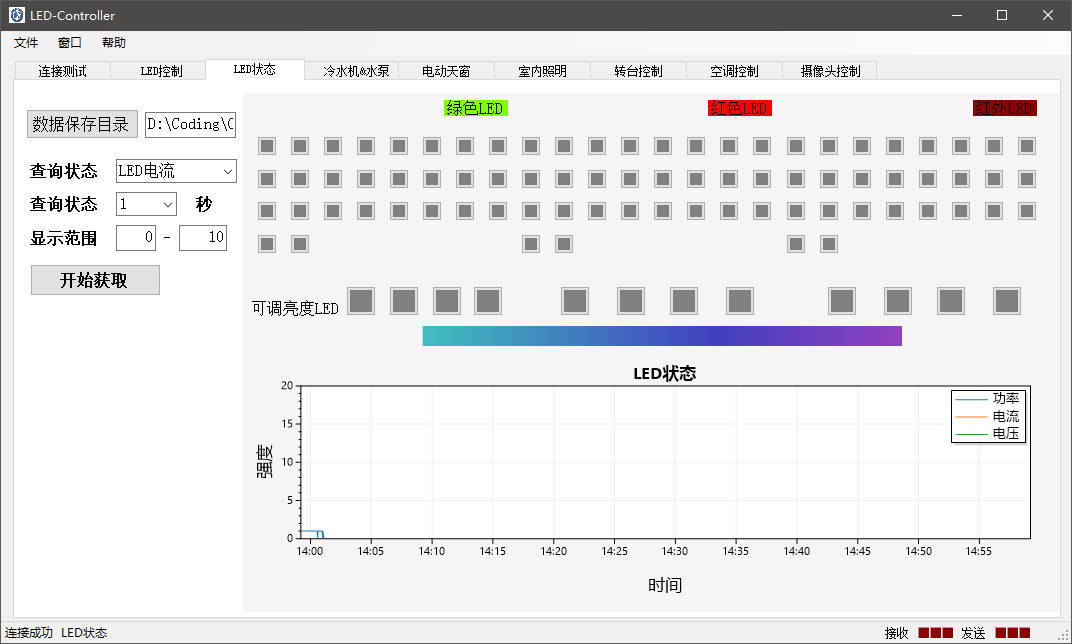 LED-Controller
文件 窗口 帮助
连接测试 LED控制 LED状态 冷水机&水泵 电动天窗 室内照明 转台控制 空调控制 摄像头控制
数据保存目录 D:\Coding\
绿色LED 红色LED 红外LED
查询状态 LED电流
查询状态 1 秒
显示范围 0 - 10
开始获取
可调亮度LED
LED状态
20
15
10
5
0
强度
功率
电流
电压
14:00 14:05 14:10 14:15 14:20 14:25 14:30 14:35 14:40 14:45 14:50 14:55
时间
连接成功 LED状态 接收 发送